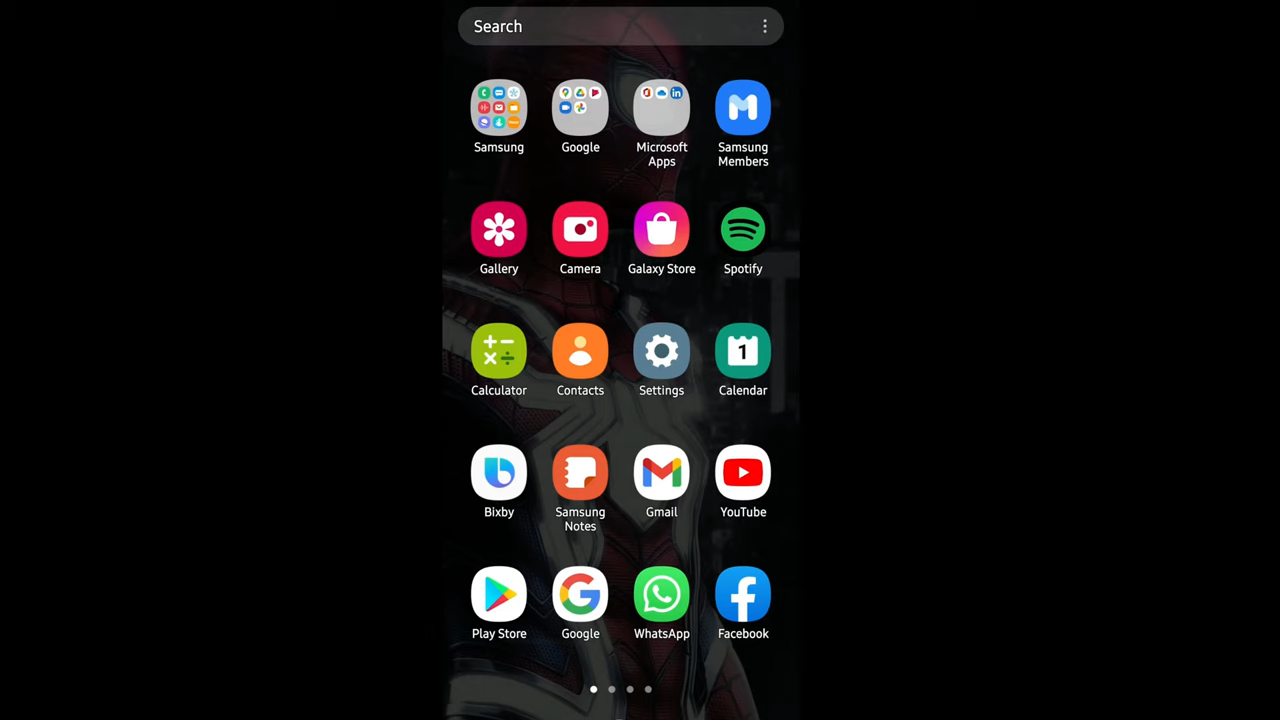 Search
Samsung
Google
Microsoft
Apps
Samsung
Members
Gallery
Camera
Galaxy Store
Spotify
Calculator
Contacts
Settings
1
Calendar
Bixby
Samsung
Notes
Gmail
YouTube
Play Store
Google
WhatsApp
Facebook